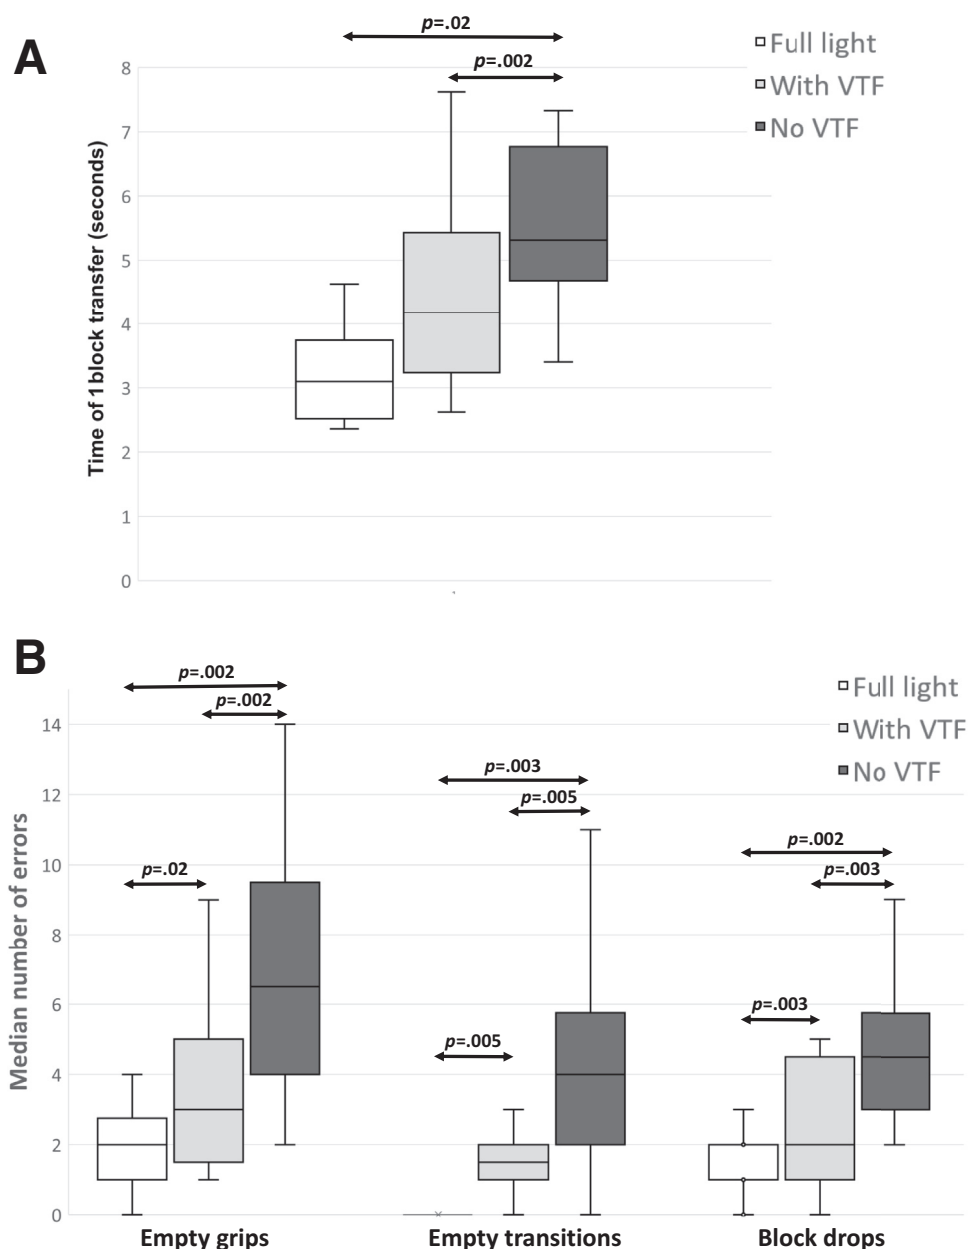 A
p=.02
p=.002
Full light
With VTF
No VTF
Time of 1 block transfer (seconds)
8
7
6
5
4
3
2
1
0
B
p=.002
p=.002
p=.02
p=.003
p=.005
p=.005
p=.002
p=.003
p=.003
Full light
With VTF
No VTF
Median number of errors
14
12
10
8
6
4
2
0
Empty grips
Empty transitions
Block drops